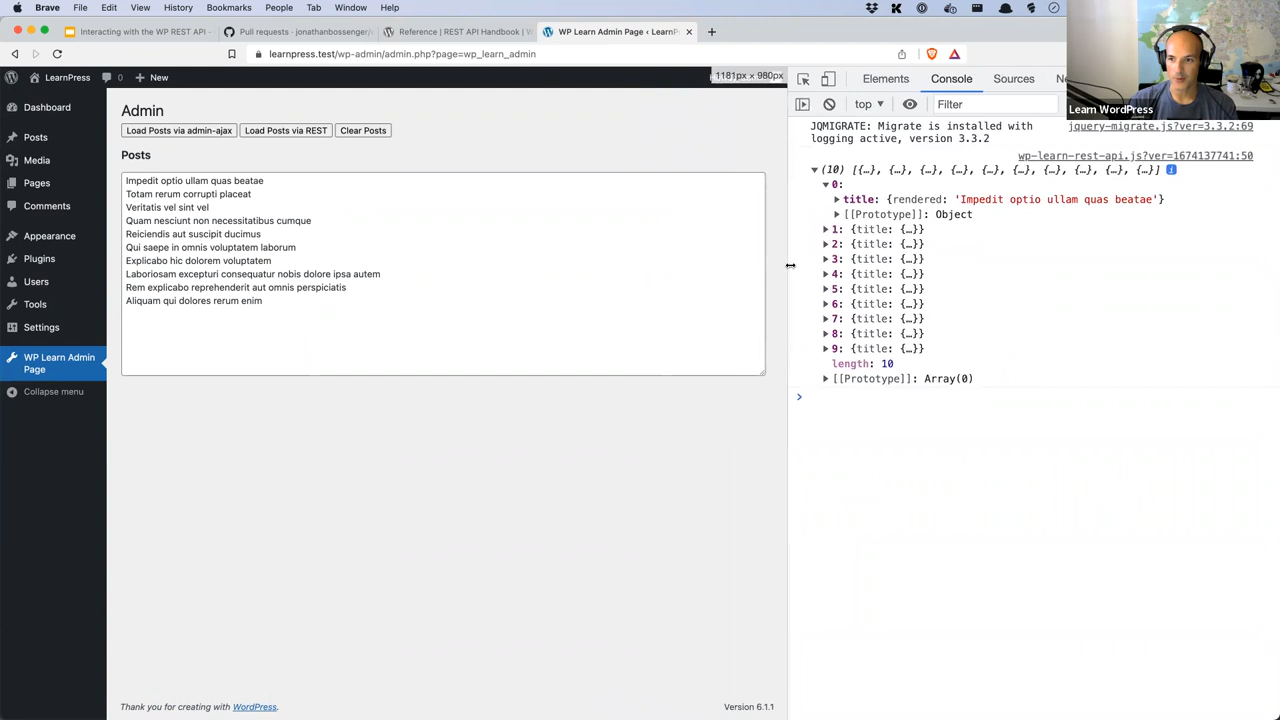 Brave File Edit View History Bookmarks People Tab Window Help
Interacting with the WP REST API -
Pull requests · jonathanbossenger/
Reference | REST API Handbook | W
WP Learn Admin Page ‹ LearnPr
learnpress.test/wp-admin/admin.php?page=wp_learn_admin
LearnPress 0 New
1181px × 980px
Dashboard
Posts
Media
Pages
Comments
Appearance
Plugins
Users
Tools
Settings
WP Learn Admin
Page
Collapse menu
Admin
Load Posts via admin-ajax Load Posts via REST Clear Posts
Posts
Impedit optio ullam quas beatae
Totam rerum corrupti placeat
Veritatis vel sint vel
Quam nesciunt non necessitatibus cumque
Reiciendis aut suscipit ducimus
Qui saepe in omnis voluptatem laborum
Explicabo hic dolorem voluptatem
Laboriosam excepturi consequatur nobis dolore ipsa autem
Rem explicabo reprehenderit aut omnis perspiciatis
Aliquam qui dolores rerum enim
Thank you for creating with WordPress.
Version 6.1.1
Elements Console Sources
top Filter
Learn WordPress
JQMIGRATE: Migrate is installed with jquery-migrate.js?ver=3.3.2:69
logging active, version 3.3.2
wp-learn-rest-api.js?ver=1674137741:50
(10) [{…}, {…}, {…}, {…}, {…}, {…}, {…}, {…}, {…}, {…}]
0:
title: {rendered: 'Impedit optio ullam quas beatae'}
[[Prototype]]: Object
1: {title: {…}}
2: {title: {…}}
3: {title: {…}}
4: {title: {…}}
5: {title: {…}}
6: {title: {…}}
7: {title: {…}}
8: {title: {…}}
9: {title: {…}}
length: 10
[[Prototype]]: Array(0)